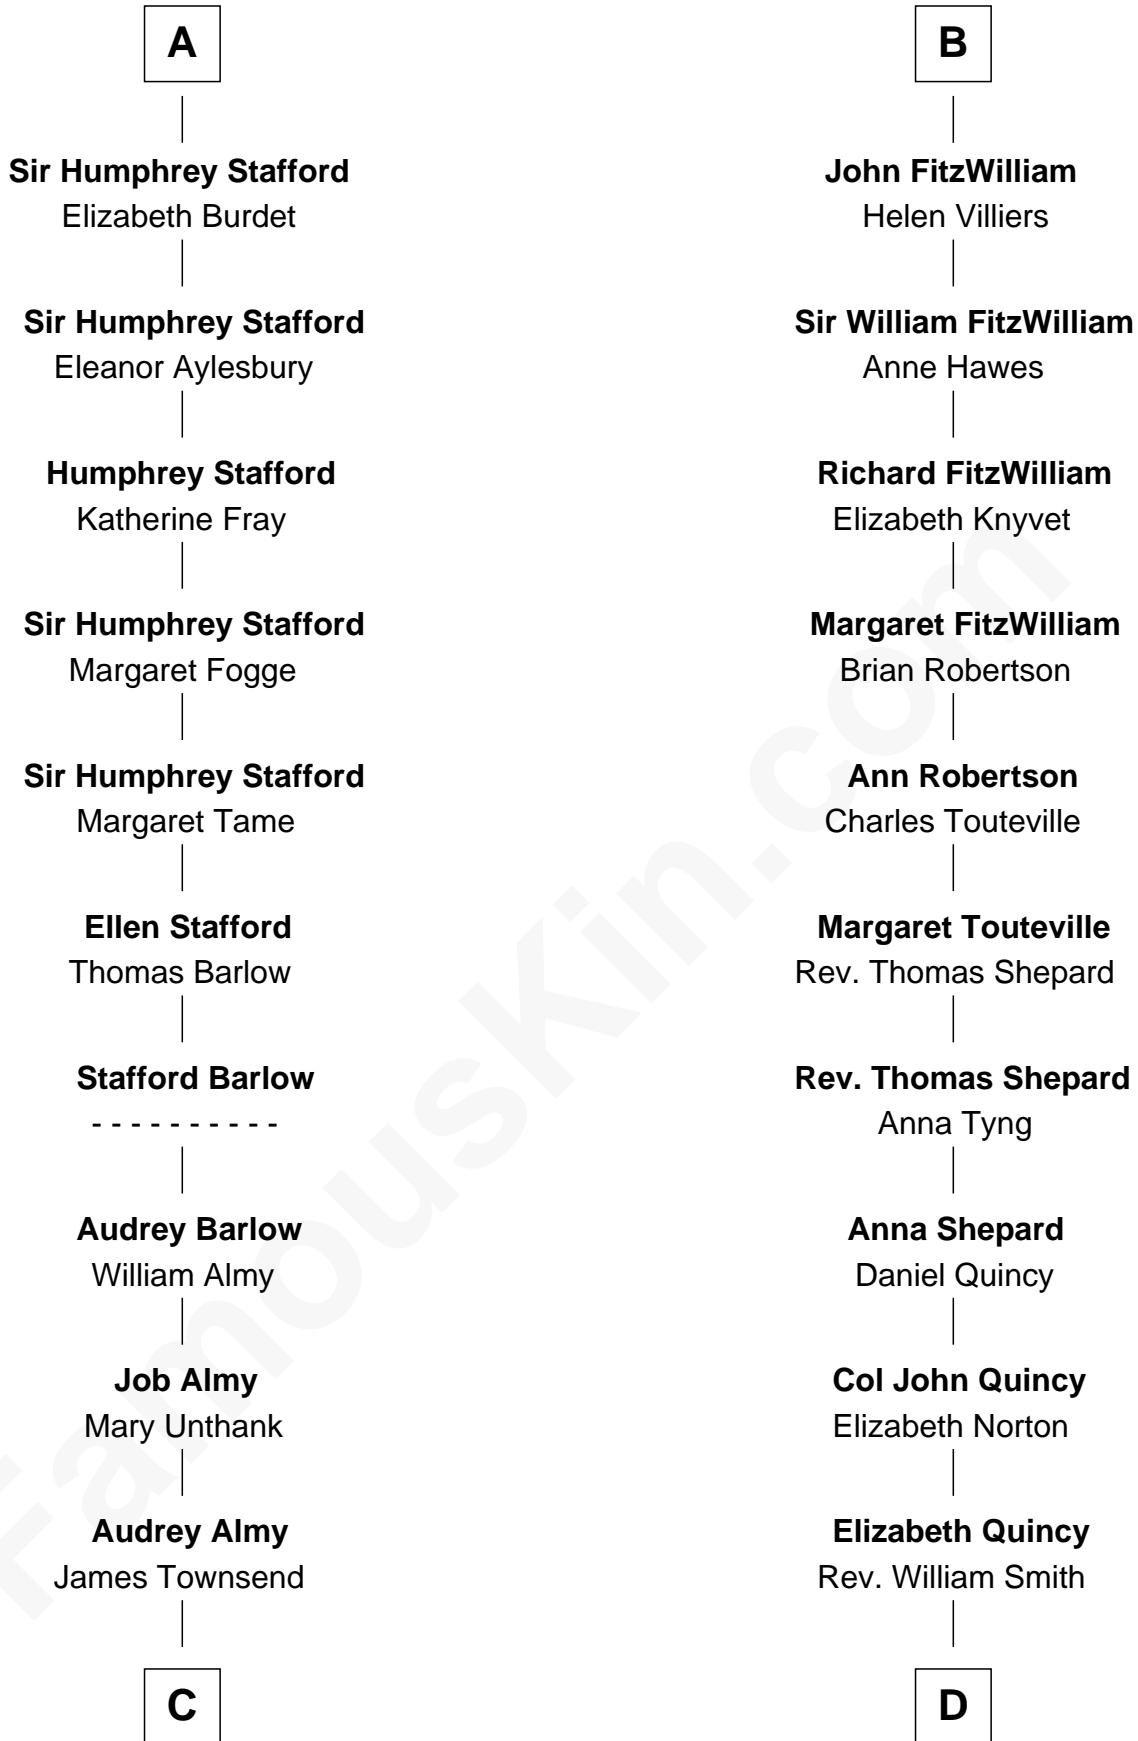 A
Sir Humphrey Stafford
Elizabeth Burdet
Sir Humphrey Stafford
Eleanor Aylesbury
Humphrey Stafford
Katherine Fray
Sir Humphrey Stafford
Margaret Fogge
Sir Humphrey Stafford
Margaret Tame
Ellen Stafford
Thomas Barlow
Stafford Barlow
- - - - - - - - - -
Audrey Barlow
William Almy
Job Almy
Mary Unthank
Audrey Almy
James Townsend
C
B
John FitzWilliam
Helen Villiers
Sir William FitzWilliam
Anne Hawes
Richard FitzWilliam
Elizabeth Knyvet
Margaret FitzWilliam
Brian Robertson
Ann Robertson
Charles Touteville
Margaret Touteville
Rev. Thomas Shepard
Rev. Thomas Shepard
Anna Tyng
Anna Shepard
Daniel Quincy
Col John Quincy
Elizabeth Norton
Elizabeth Quincy
Rev. William Smith
D
FamousKin.com